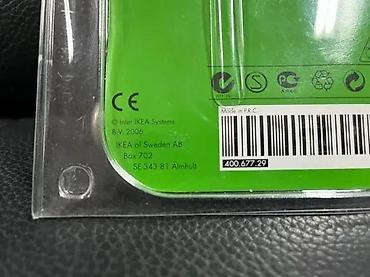 CE
© Inter IKEA Systems
B.V. 2006
IKEA of Sweden AB
Box 702
SE-343 81 Älmhult
Made in P.R.C.
400.677.29